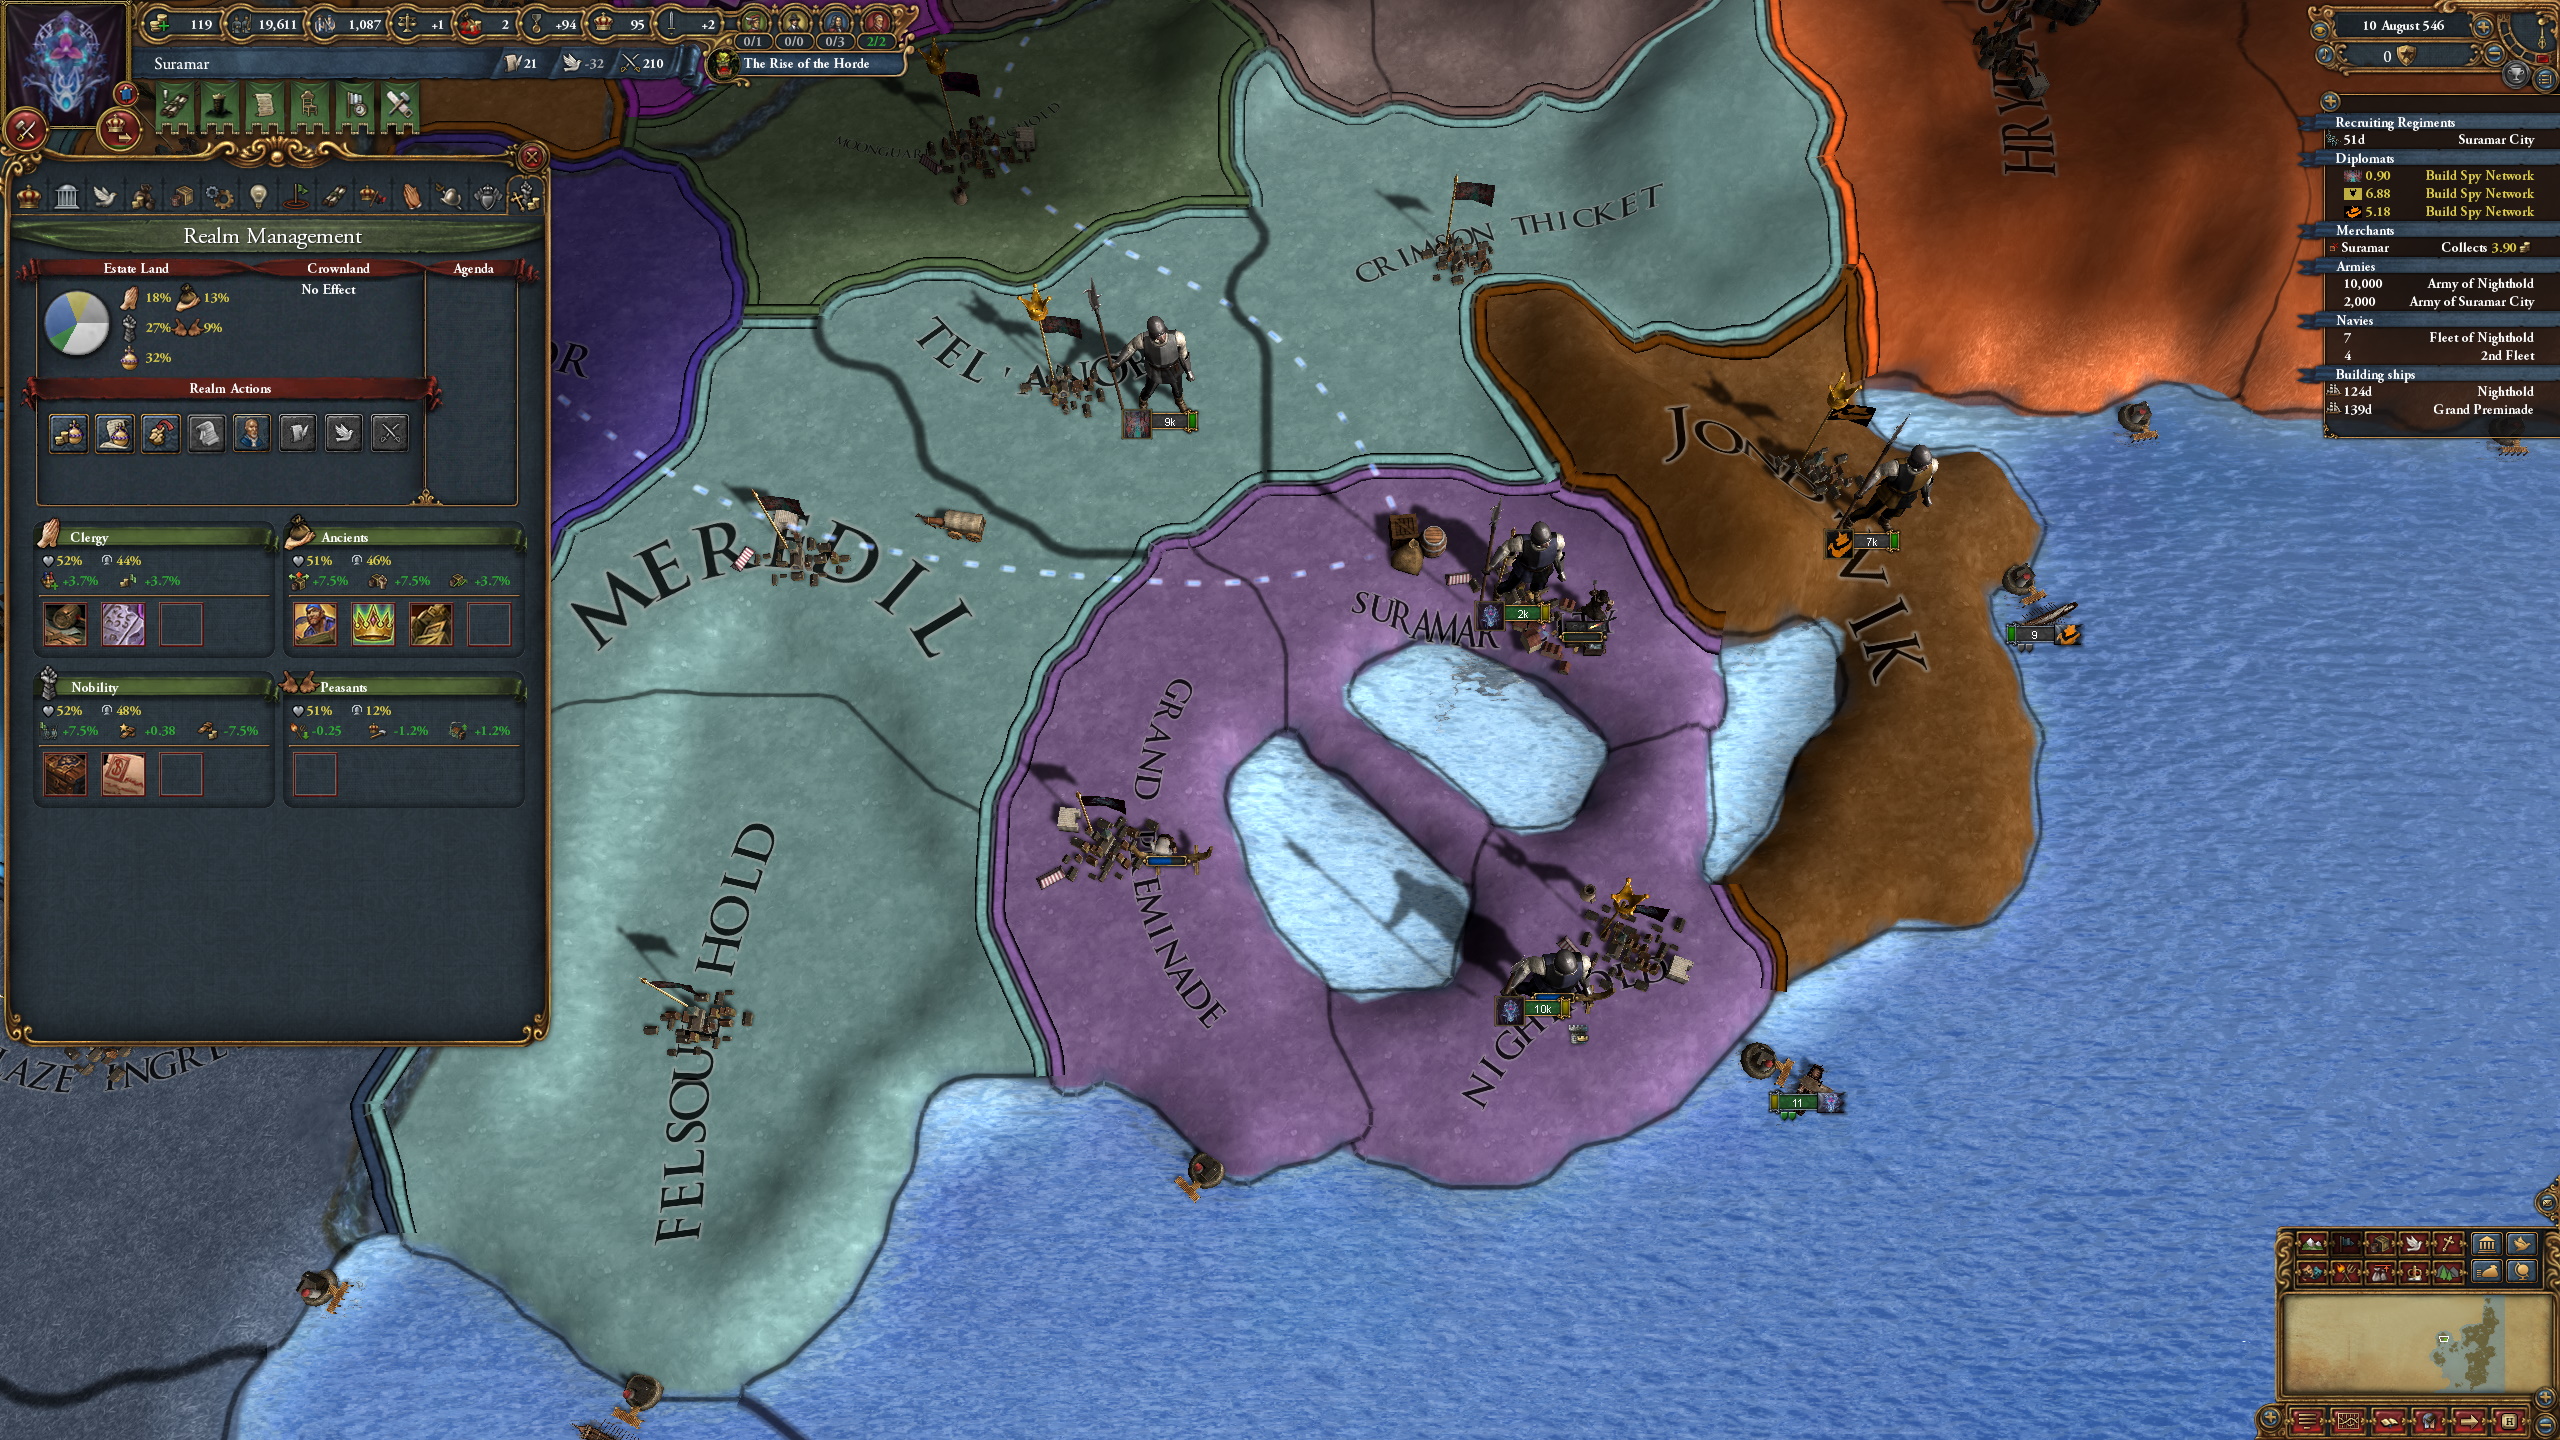 119 19,611 1,087 +1 2 +94 95 +2
0/1 0/0 0/3 2/2
Suramar 21 -32 210
The Rise of the Horde
10 August 546
0
Realm Management
Estate Land Crownland Agenda
No Effect
18% 13%
27% 9%
32%
Realm Actions
Clergy
52% 44%
+3.7% +3.7%
Ancients
51% 46%
+7.5% +7.5% +3.7%
Nobility
52% 48%
+7.5% +0.38 -7.5%
Peasants
51% 12%
-0.25 -1.2% +1.2%
Recruiting Regiments
51d Suramar City
Diplomats
0.90 Build Spy Network
6.88 Build Spy Network
5.18 Build Spy Network
Merchants
Suramar Collects 3.90
Armies
10,000 Army of Nighthold
2,000 Army of Suramar City
Navies
7 Fleet of Nighthold
4 2nd Fleet
Building ships
124d Nighthold
139d Grand Preminade
CRIMSON THICKET
9k
MEREDIL
7k
SURAMAR
2k
9
GRAND
FELSOUL HOLD
10k
11
H